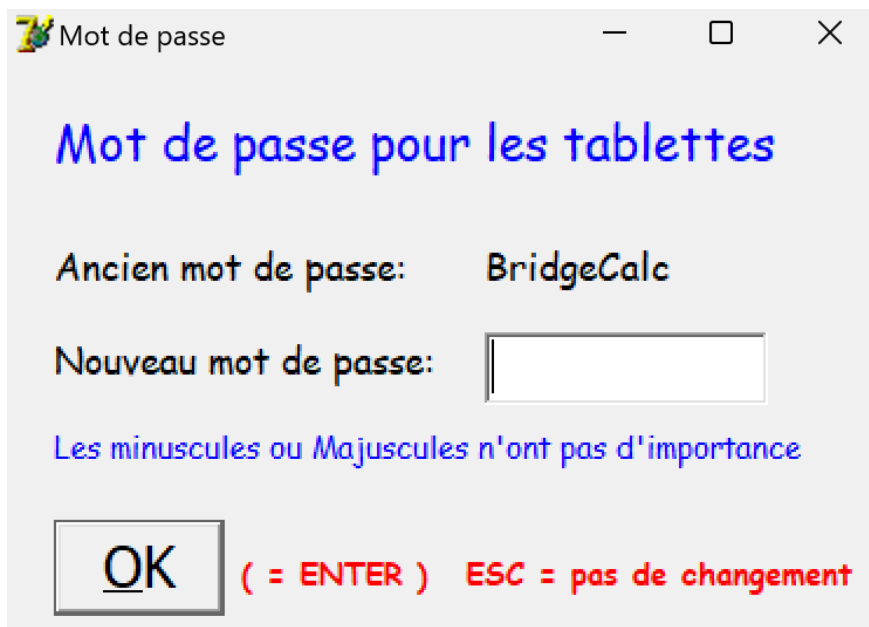 Mot de passe
Mot de passe pour les tablettes
Ancien mot de passe: BridgeCalc
Nouveau mot de passe:
Les minuscules ou Majuscules n'ont pas d'importance
OK ( = ENTER ) ESC = pas de changement